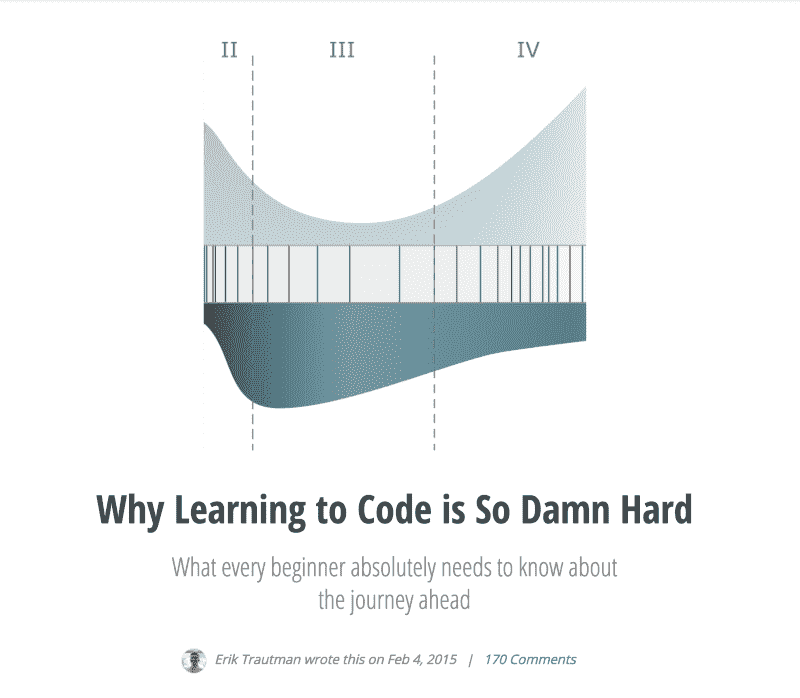 II III IV
Why Learning to Code is So Damn Hard
What every beginner absolutely needs to know about
the journey ahead
Erik Trautman wrote this on Feb 4, 2015 | 170 Comments